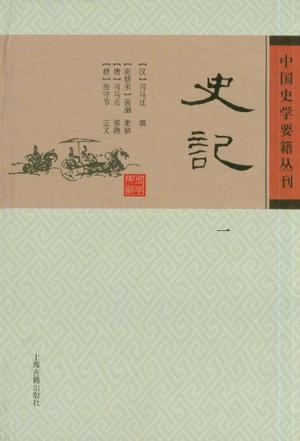 中国史学要籍丛刊
史記
一
〔汉〕司马迁 撰
〔南朝宋〕裴駰 集解
〔唐〕司马贞 索隐
〔唐〕张守节 正义
上海古籍出版社